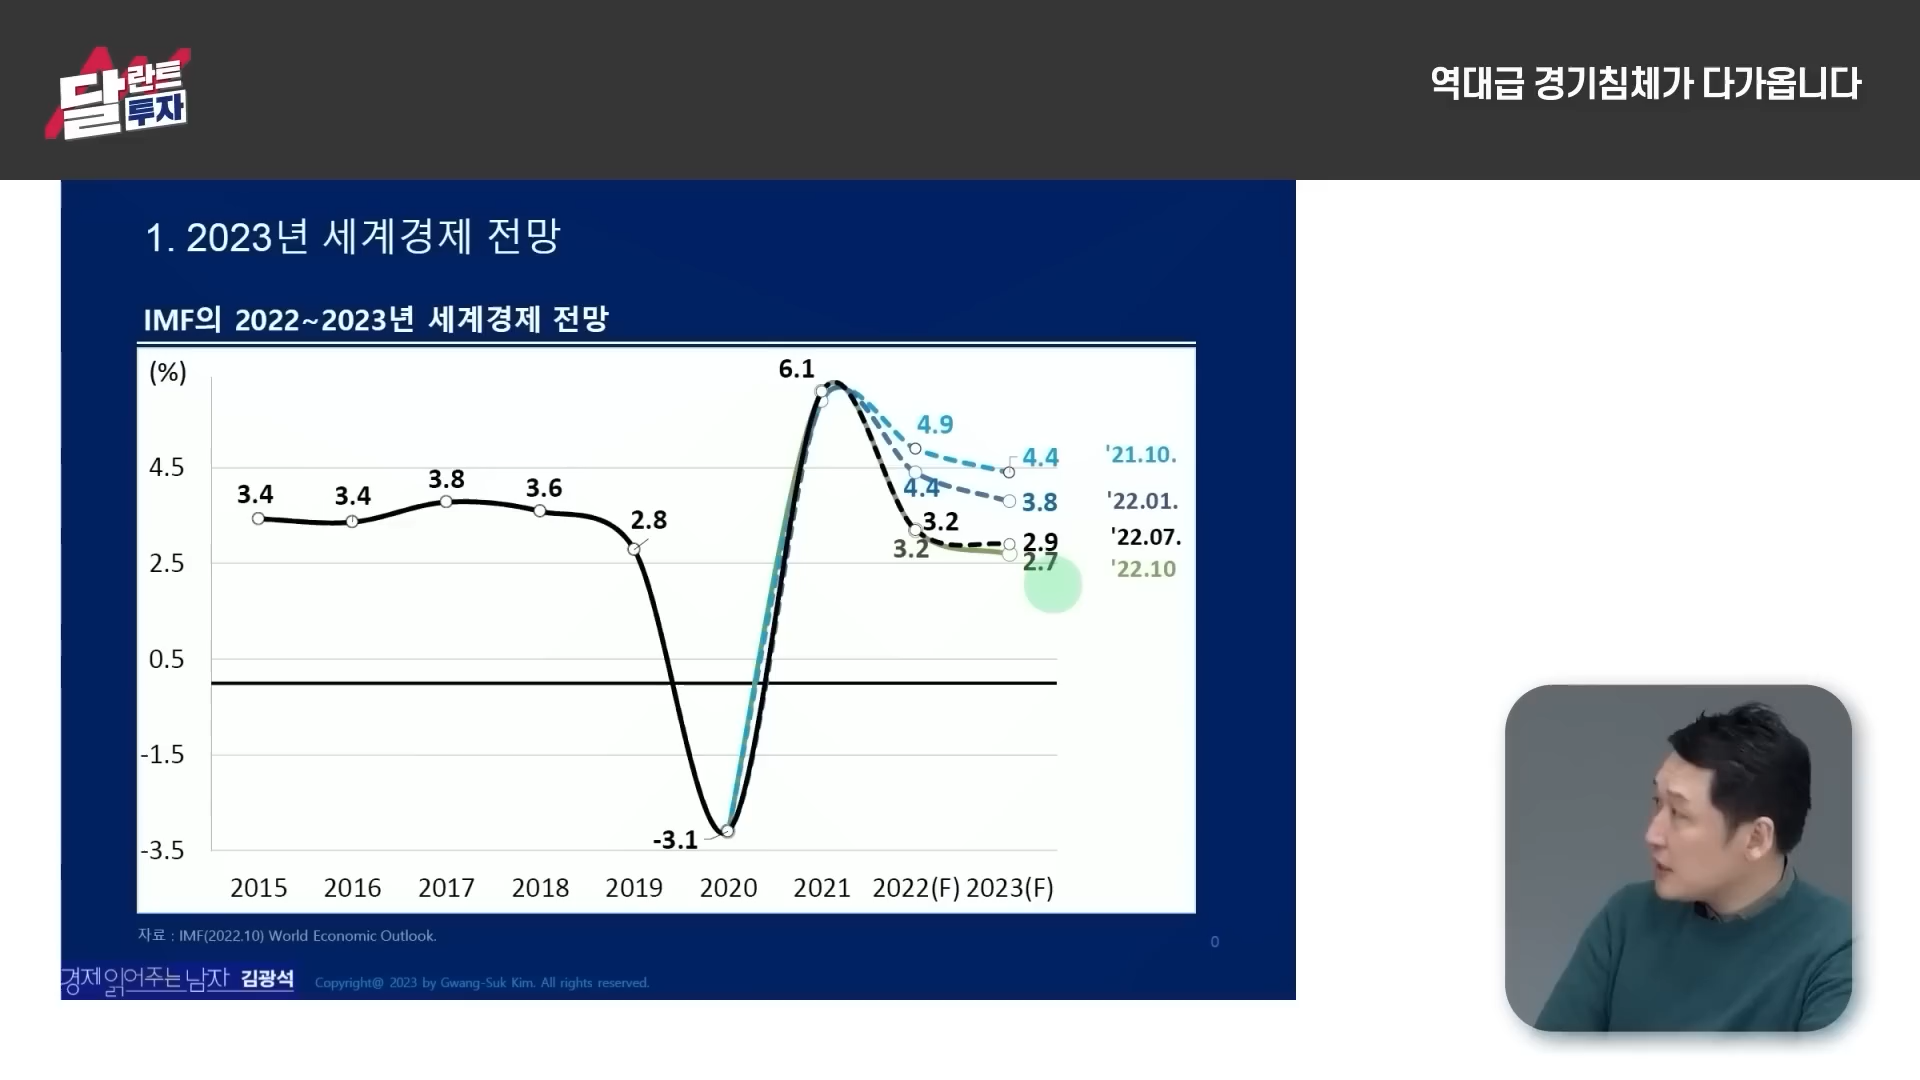 달란트
투자
역대급 경기침체가 다가옵니다
1. 2023년 세계경제 전망
IMF의 2022~2023년 세계경제 전망
(%)
4.5
2.5
0.5
-1.5
-3.5
3.4
3.4
3.8
3.6
2.8
-3.1
6.1
4.9
4.4
4.4
3.8
3.2
3.2
2.9
2.7
'21.10.
'22.01.
'22.07.
'22.10
2015 2016 2017 2018 2019 2020 2021 2022(F) 2023(F)
자료 : IMF(2022.10) World Economic Outlook.
0
경제읽어주는남자 김광석
Copyright@ 2023 by Gwang-Suk Kim. All rights reserved.